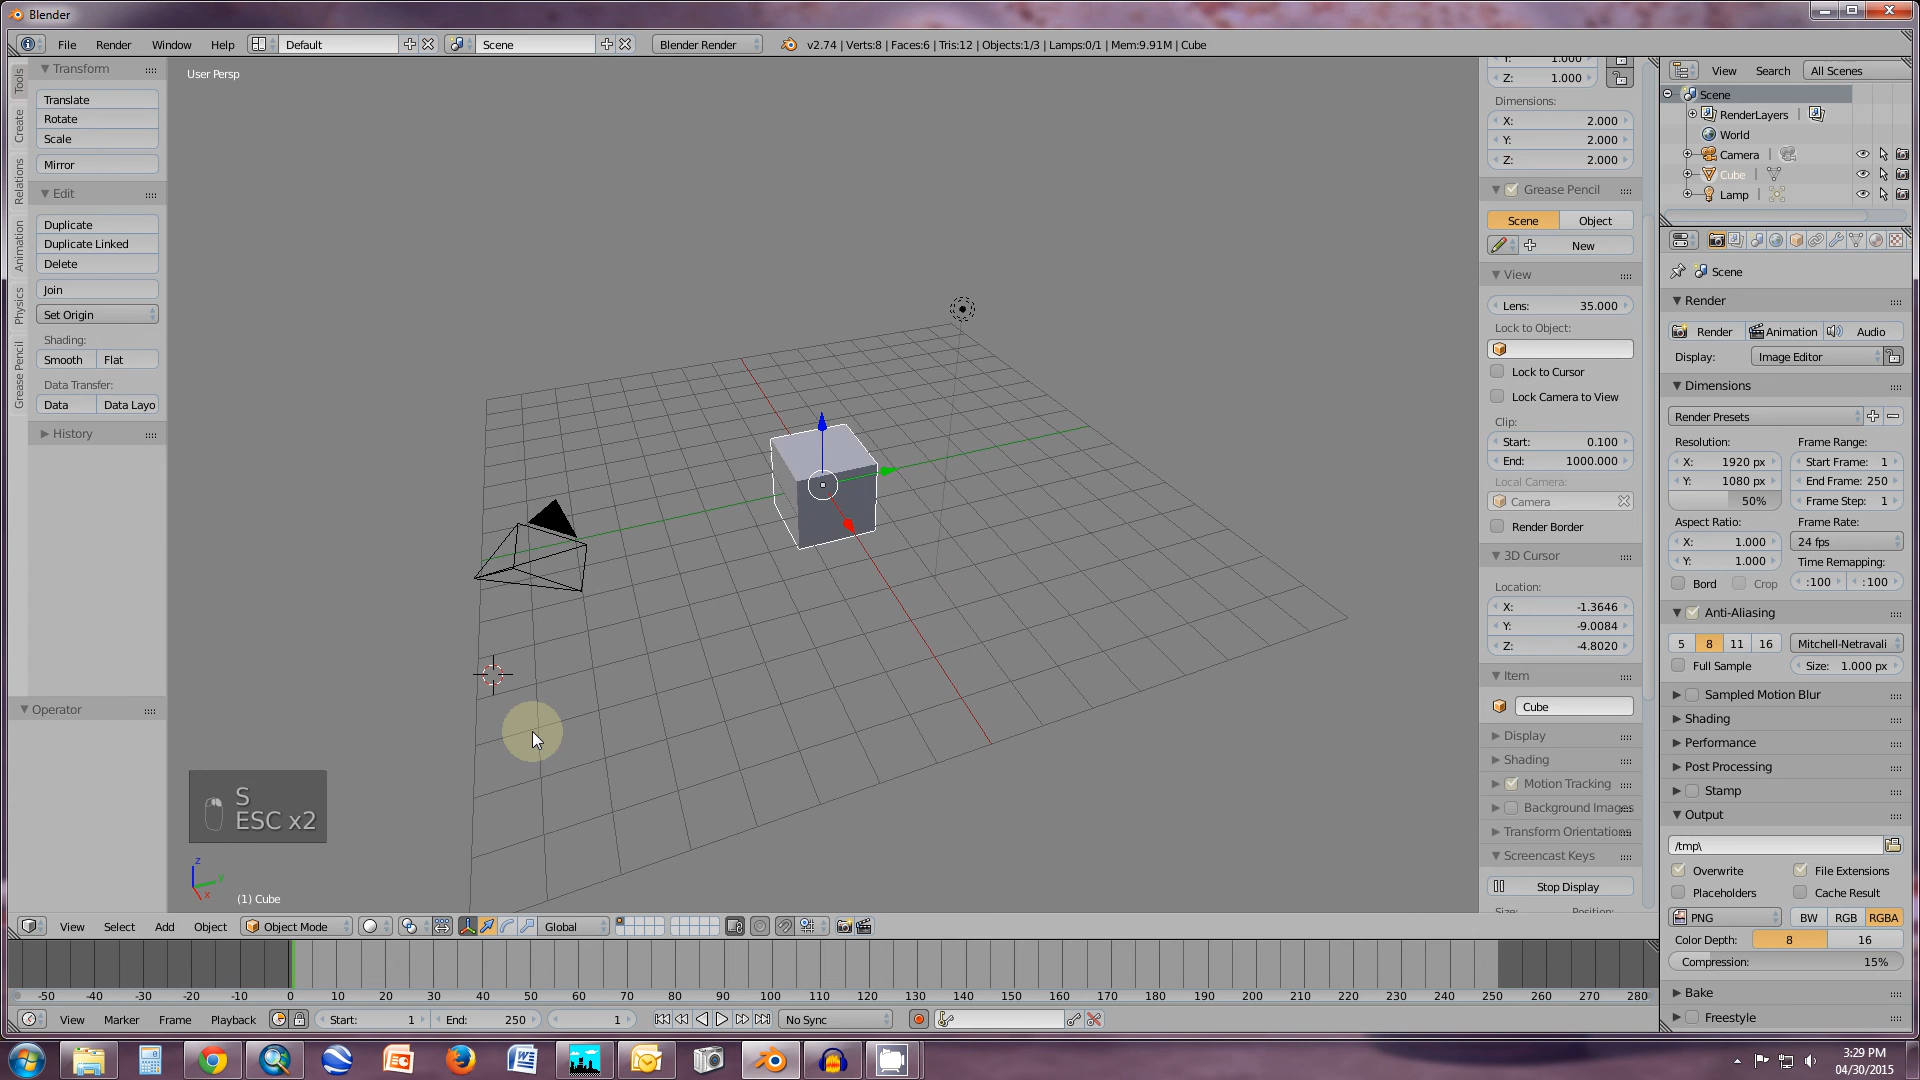 Blender
File Render Window Help Default Scene Blender Render v2.74 | Verts:8 | Faces:6 | Tris:12 | Objects:1/3 | Lamps:0/1 | Mem:9.91M | Cube
Tools
Create
Relations
Animation
Physics
Grease Pencil
Transform
Translate
Rotate
Scale
Mirror
Edit
Duplicate
Duplicate Linked
Delete
Join
Set Origin
Shading:
Smooth Flat
Data Transfer:
Data Data Layo
History
Operator
User Persp
S
ESC x2
z
y
x
(1) Cube
Y: 1.000
Z: 1.000
Dimensions:
X: 2.000
Y: 2.000
Z: 2.000
Grease Pencil
Scene Object
New
View
Lens: 35.000
Lock to Object:
Lock to Cursor
Lock Camera to View
Clip:
Start: 0.100
End: 1000.000
Local Camera:
Camera
Render Border
3D Cursor
Location:
X: -1.3646
Y: -9.0084
Z: -4.8020
Item
Cube
Display
Shading
Motion Tracking
Background Images
Transform Orientations
Screencast Keys
Stop Display
Size: Position:
View Search All Scenes
Scene
RenderLayers |
World
Camera |
Cube |
Lamp |
Scene
Render
Render Animation Audio
Display: Image Editor
Dimensions
Render Presets
Resolution: Frame Range:
X: 1920 px Start Frame: 1
Y: 1080 px End Frame: 250
50% Frame Step: 1
Aspect Ratio: Frame Rate:
X: 1.000 24 fps
Y: 1.000 Time Remapping:
Bord Crop :100 :100
Anti-Aliasing
5 8 11 16 Mitchell-Netravali
Full Sample Size: 1.000 px
Sampled Motion Blur
Shading
Performance
Post Processing
Stamp
Output
/tmp\
Overwrite File Extensions
Placeholders Cache Result
PNG BW RGB RGBA
Color Depth: 8 16
Compression: 15%
Bake
Freestyle
View Select Add Object Object Mode Global
-50 -40 -30 -20 -10 0 10 20 30 40 50 60 70 80 90 100 110 120 130 140 150 160 170 180 190 200 210 220 230 240 250 260 270 280
View Marker Frame Playback Start: 1 End: 250 1 No Sync
3:29 PM
04/30/2015